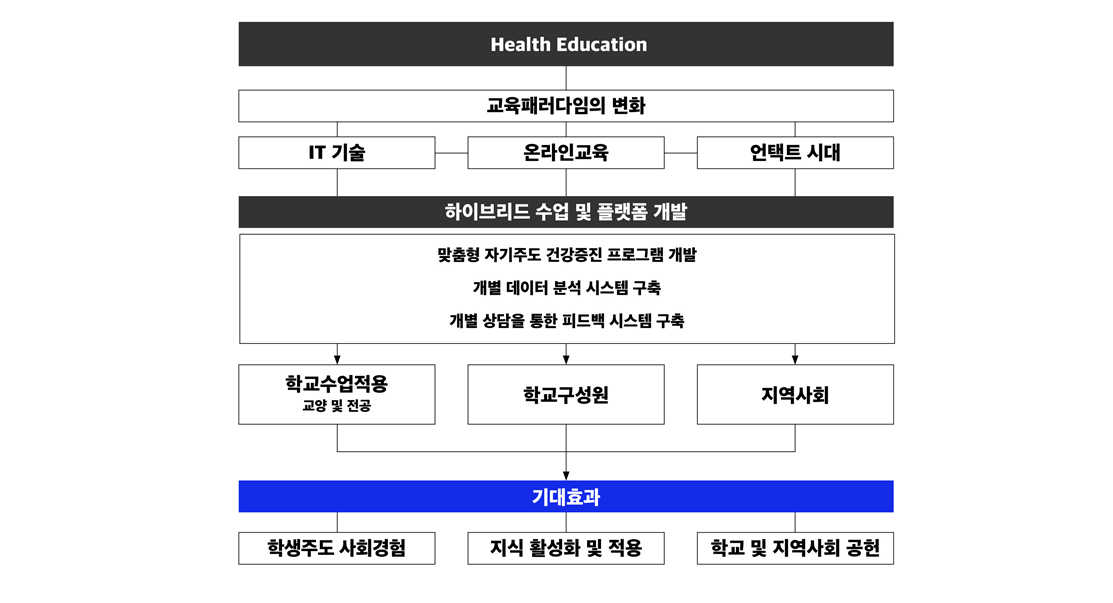 Health Education
교육패러다임의 변화
IT 기술
온라인교육
언택트 시대
하이브리드 수업 및 플랫폼 개발
맞춤형 자기주도 건강증진 프로그램 개발
개별 데이터 분석 시스템 구축
개별 상담을 통한 피드백 시스템 구축
학교수업적용
교양 및 전공
학교구성원
지역사회
기대효과
학생주도 사회경험
지식 활성화 및 적용
학교 및 지역사회 공헌